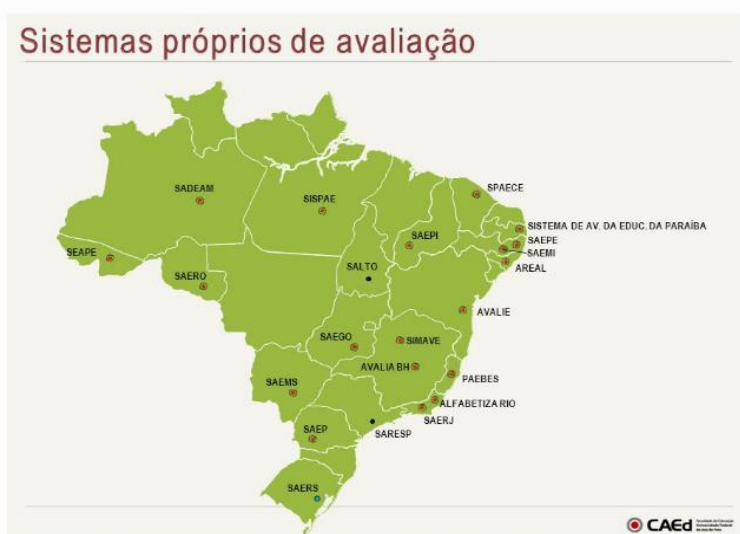 Sistemas próprios de avaliação
SPAECE
SADEAM
SISPAE
SISTEMA DE AV. DA EDUC. DA PARAÍBA
SAEPI
SAEPE
SEAPE
SAEMI
SALTO
AREAL
SAERO
AVALIE
SAEGO
SIMAVE
AVALIA BH
PAEBES
SAEMS
ALFABETIZA RIO
SAERJ
SAEP
SARESP
SAERS
CAEd